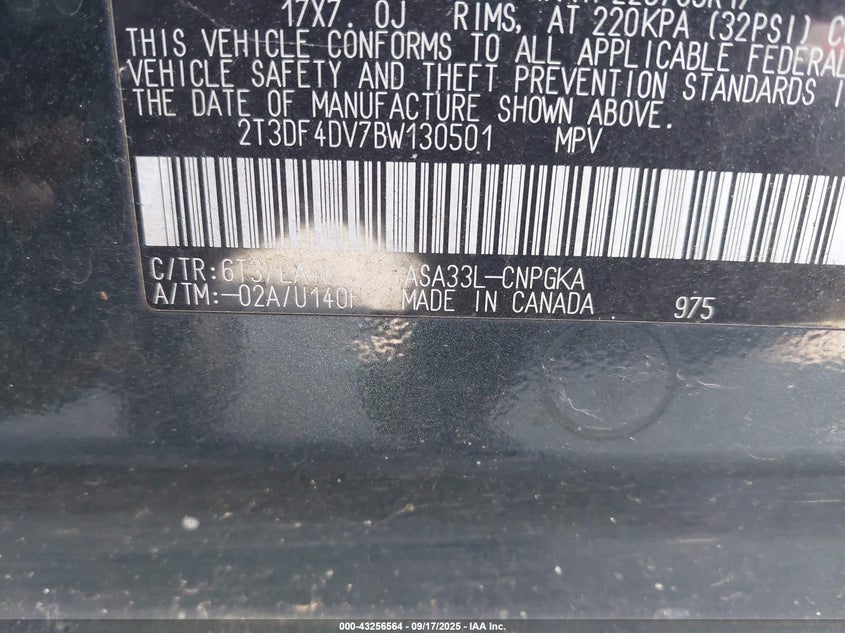 17X7.0J RIMS, AT 220KPA (32PSI)
THIS VEHICLE CONFORMS TO ALL APPLICABLE FEDERAL
VEHICLE SAFETY AND THEFT PREVENTION STANDARDS
THE DATE OF MANUFACTURE SHOWN ABOVE.
2T3DF4DV7BW130501 MPV
C/TR:6T3/LA40 ASA33L-CNPGKA
A/TM:-02A/U140F MADE IN CANADA 975
000-43256564 - 09/17/2025 - IAA Inc.